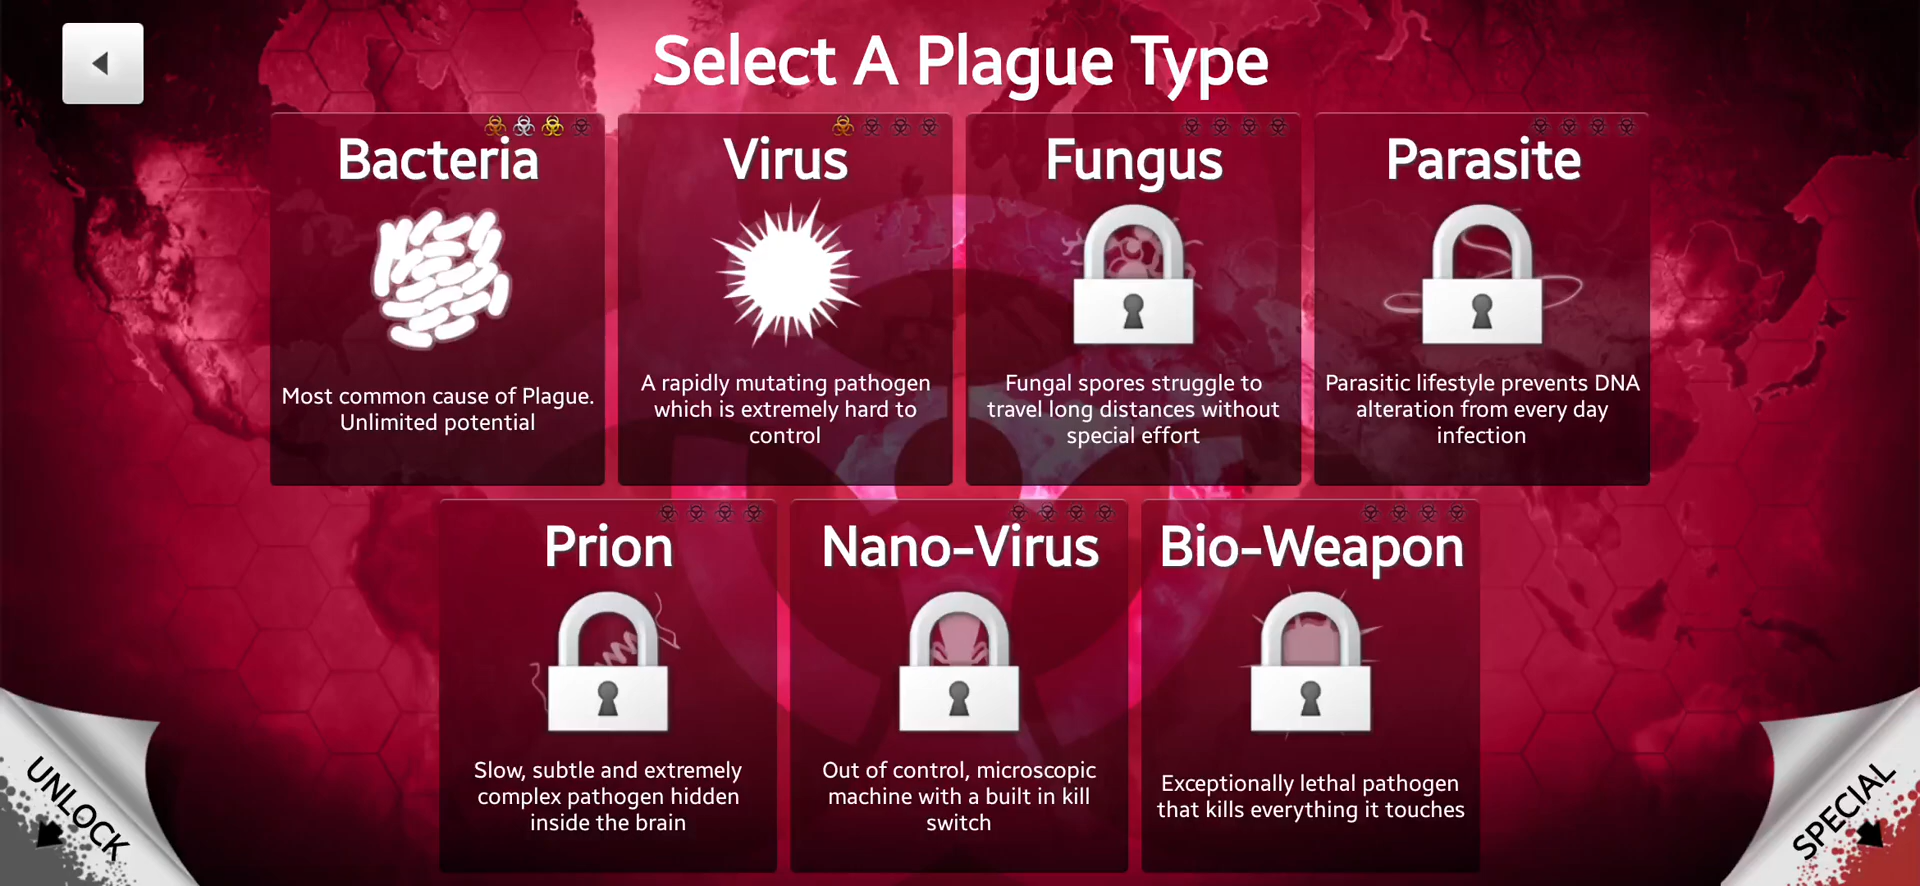 Select A Plague Type
Bacteria
Most common cause of Plague.
Unlimited potential
Virus
A rapidly mutating pathogen
which is extremely hard to
control
Fungus
Fungal spores struggle to
travel long distances without
special effort
Parasite
Parasitic lifestyle prevents DNA
alteration from every day
infection
Prion
Slow, subtle and extremely
complex pathogen hidden
inside the brain
Nano-Virus
Out of control, microscopic
machine with a built in kill
switch
Bio-Weapon
Exceptionally lethal pathogen
that kills everything it touches
UNLOCK
SPECIAL